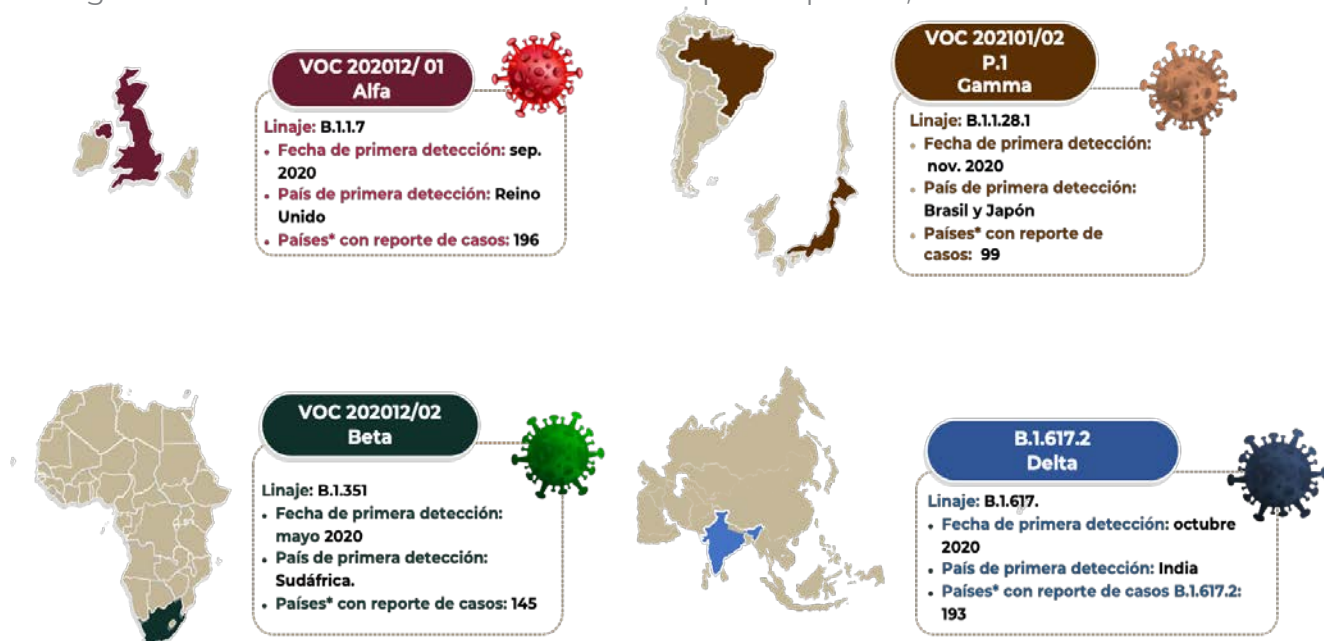 VOC 202012/ 01
Alfa
Linaje: B.1.1.7
• Fecha de primera detección: sep.
2020
• País de primera detección: Reino
Unido
• Países* con reporte de casos: 196
VOC 202101/02
P.1
Gamma
Linaje: B.1.1.28.1
• Fecha de primera detección:
nov. 2020
• País de primera detección:
Brasil y Japón
• Países* con reporte de
casos: 99
VOC 202012/02
Beta
Linaje: B.1.351
• Fecha de primera detección:
mayo 2020
• País de primera detección:
Sudáfrica.
• Países* con reporte de casos: 145
B.1.617.2
Delta
Linaje: B.1.617.
• Fecha de primera detección: octubre
2020
• País de primera detección: India
• Países* con reporte de casos B.1.617.2:
193